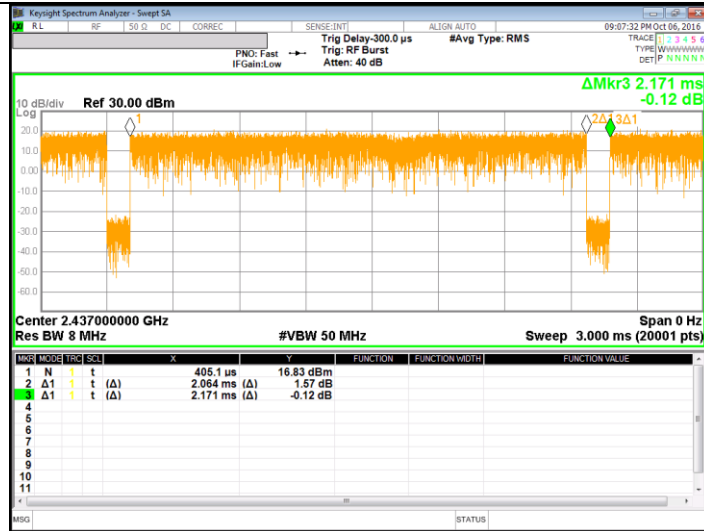 Keysight Spectrum Analyzer - Swept SA
RL RF 50 Ω DC CORREC SENSE:INT ALIGN AUTO 09:07:32 PM Oct 06, 2016
Trig Delay-300.0 µs #Avg Type: RMS TRACE 1 2 3 4 5 6
PNO: Fast Trig: RF Burst TYPE WWWWWW
IFGain:Low Atten: 40 dB DET P N N N N N
ΔMkr3 2.171 ms
-0.12 dB
10 dB/div Ref 30.00 dBm
Log
1 2Δ1 3Δ1
20.0
10.0
0.00
-10.0
-20.0
-30.0
-40.0
-50.0
-60.0
Center 2.437000000 GHz Span 0 Hz
Res BW 8 MHz #VBW 50 MHz Sweep 3.000 ms (20001 pts)
MKR MODE TRC SCL X Y FUNCTION FUNCTION WIDTH FUNCTION VALUE
1 N 1 t 405.1 µs 16.83 dBm
2 Δ1 1 t (Δ) 2.064 ms (Δ) 1.57 dB
3 Δ1 1 t (Δ) 2.171 ms (Δ) -0.12 dB
4
5
6
7
8
9
10
11
MSG STATUS